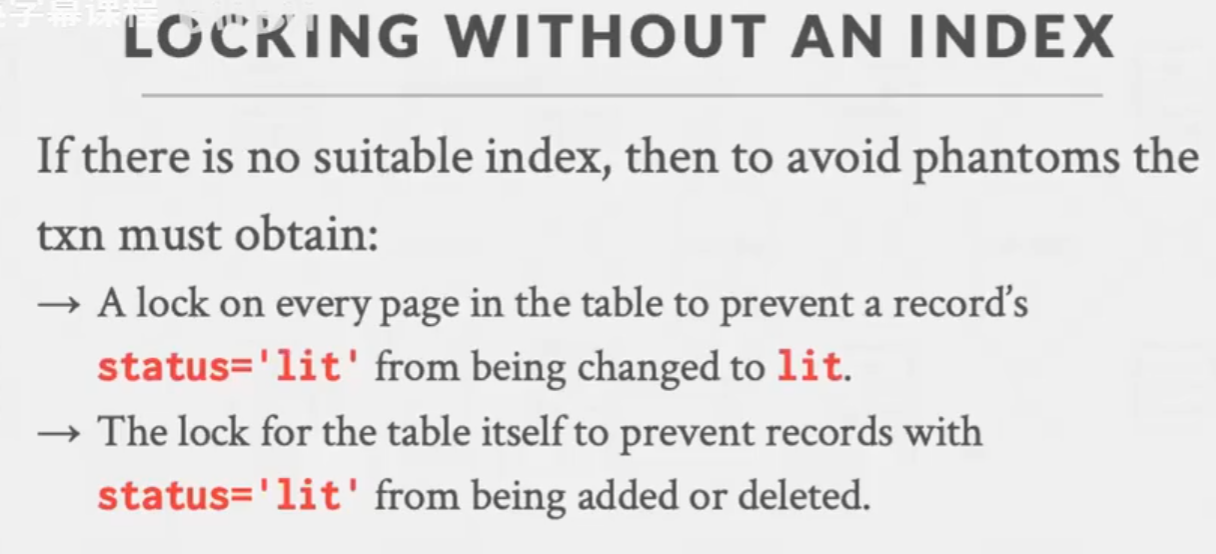 字幕课程
LOCKING WITHOUT AN INDEX
If there is no suitable index, then to avoid phantoms the
txn must obtain:
→ A lock on every page in the table to prevent a record’s
status='lit' from being changed to lit.
→ The lock for the table itself to prevent records with
status='lit' from being added or deleted.